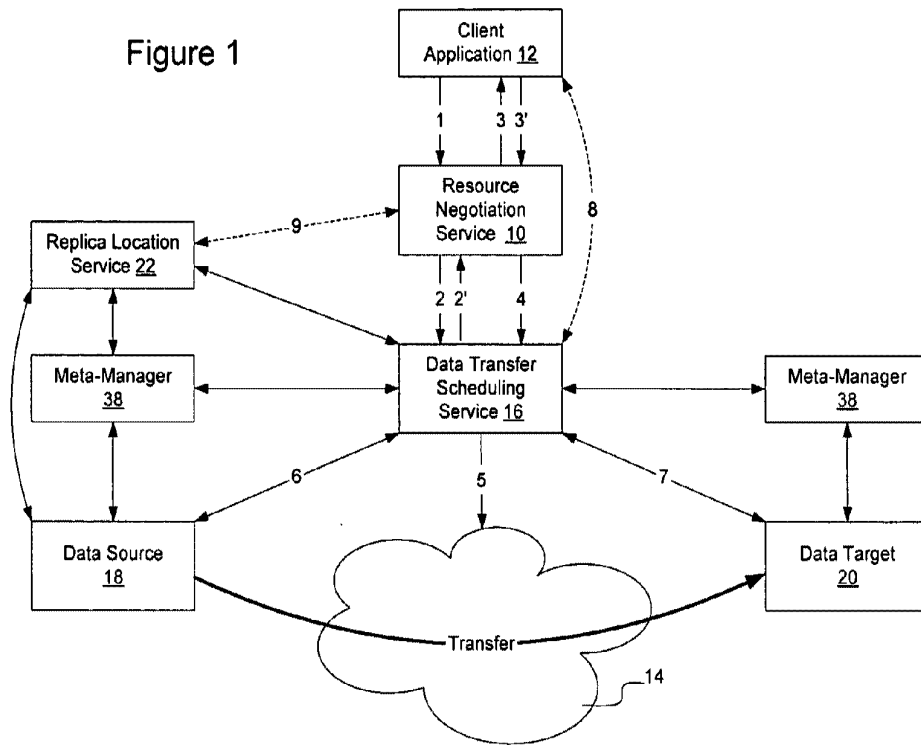 Figure 1
Client
Application 12
1
3
3'
Resource
Negotiation
Service 10
8
9
Replica Location
Service 22
2
2'
4
Data Transfer
Scheduling
Service 16
Meta-Manager
38
Meta-Manager
38
6
5
7
Data Source
18
Data Target
20
Transfer
14